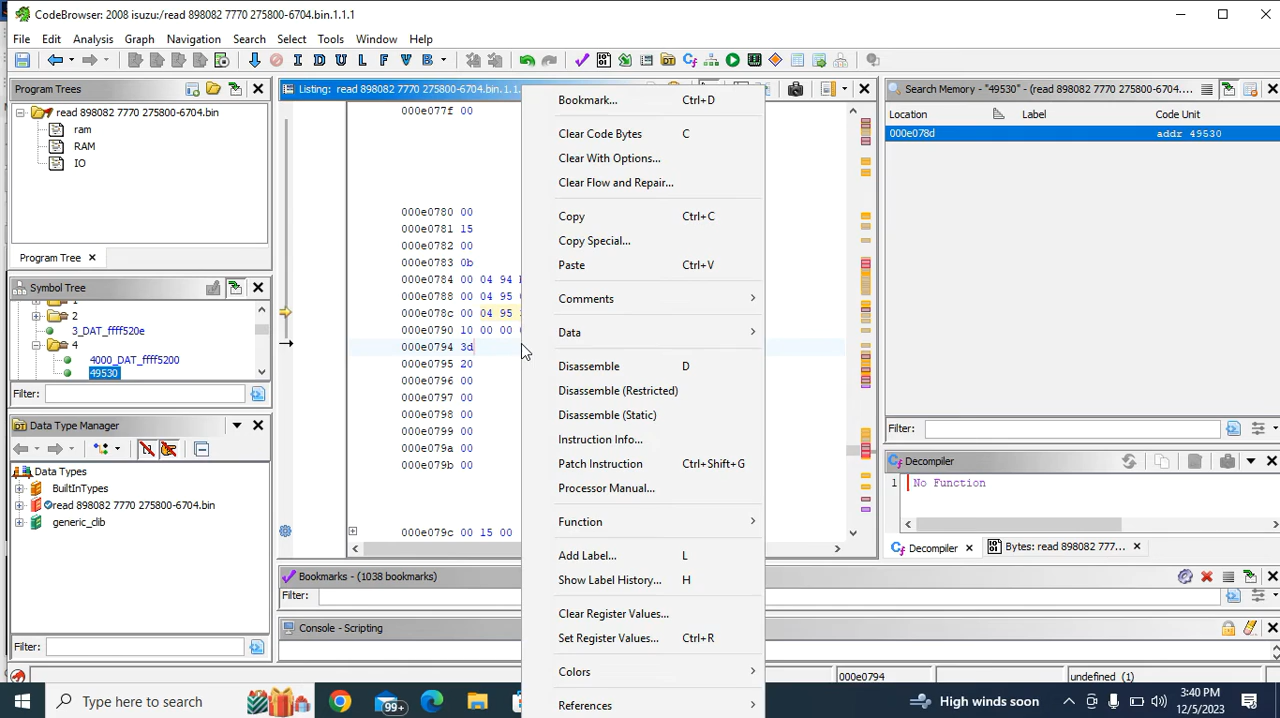 CodeBrowser: 2008 isuzu:/read 898082 7770 275800-6704.bin.1.1.1
File Edit Analysis Graph Navigation Search Select Tools Window Help
I D U L F V B
Program Trees
read 898082 7770 275800-6704.bin
ram
RAM
IO
Program Tree
Symbol Tree
2
3_DAT_ffff520e
4
4000_DAT_ffff5200
49530
Filter:
Data Type Manager
Data Types
BuiltInTypes
read 898082 7770 275800-6704.bin
generic_clib
Filter:
Listing: read 898082 7770 275800-6704.bin.1.1.
000e077f 00
000e0780 00
000e0781 15
000e0782 00
000e0783 0b
000e0784 00 04 94
000e0788 00 04 95
000e078c 00 04 95
000e0790 10 00 00
000e0794 3d
000e0795 20
000e0796 00
000e0797 00
000e0798 00
000e0799 00
000e079a 00
000e079b 00
000e079c 00 15 00
Bookmark... Ctrl+D
Clear Code Bytes C
Clear With Options...
Clear Flow and Repair...
Copy Ctrl+C
Copy Special...
Paste Ctrl+V
Comments
Data
Disassemble D
Disassemble (Restricted)
Disassemble (Static)
Instruction Info...
Patch Instruction Ctrl+Shift+G
Processor Manual...
Function
Add Label... L
Show Label History... H
Clear Register Values...
Set Register Values... Ctrl+R
Colors
References
Search Memory - "49530" - (read 898082 7770 275800-6704....
Location Label Code Unit
000e078d addr 49530
Filter:
Decompiler
1 No Function
Decompiler Bytes: read 898082 777...
Bookmarks - (1038 bookmarks)
Filter:
Console - Scripting
000e0794 undefined (1)
Type here to search
99+
High winds soon
3:40 PM
12/5/2023